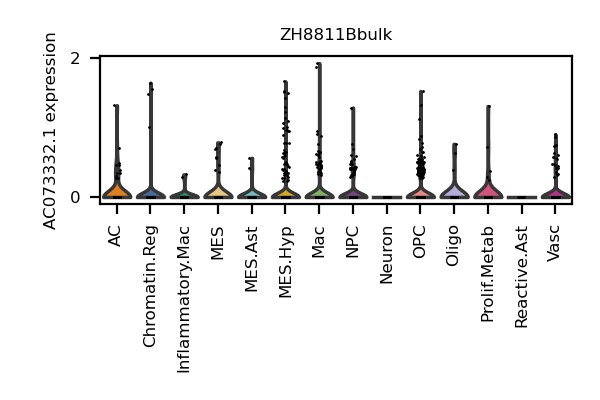 ZH8811Bbulk
AC073332.1 expression
2
0
AC
Chromatin.Reg
Inflammatory.Mac
MES
MES.Ast
MES.Hyp
Mac
NPC
Neuron
OPC
Oligo
Prolif.Metab
Reactive.Ast
Vasc